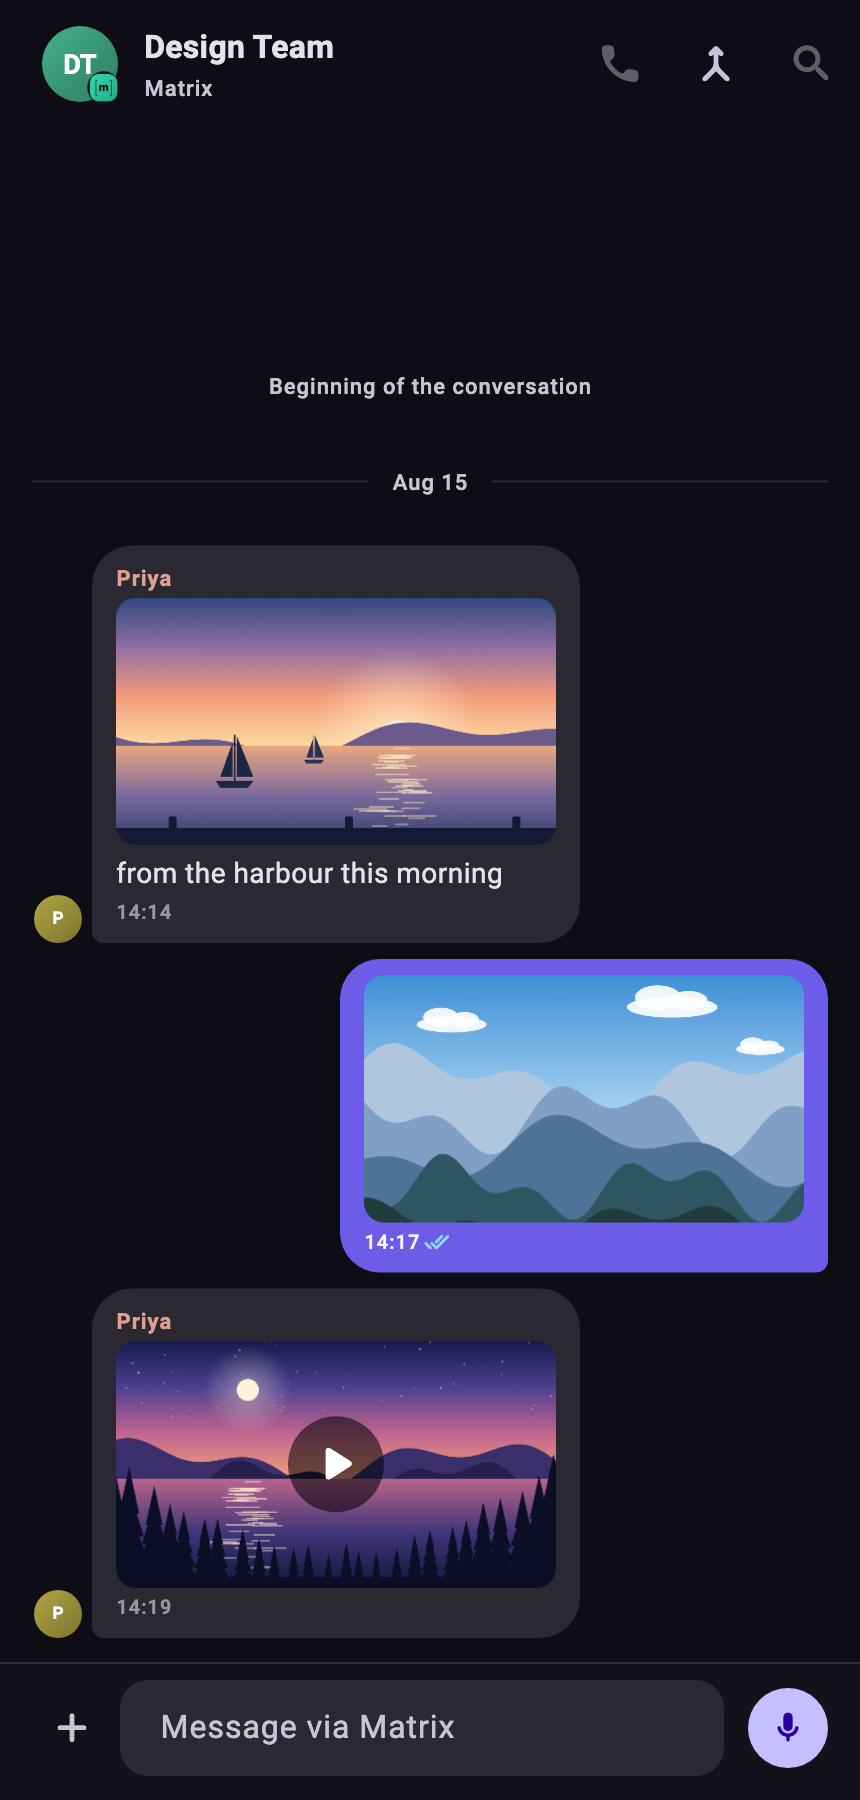 DT
[m]
Design Team
Matrix
Beginning of the conversation
Aug 15
Priya
from the harbour this morning
14:14
P
14:17
Priya
14:19
P
Message via Matrix